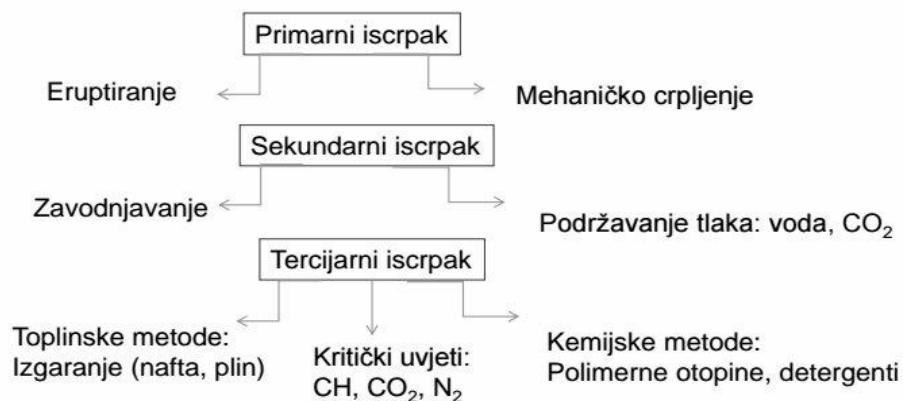 Primarni iscrpak
Eruptiranje
Mehaničko crpljenje
Sekundarni iscrpak
Zavodnjavanje
Podržavanje tlaka: voda, CO₂
Tercijarni iscrpak
Toplinske metode:
Izgaranje (nafta, plin)
Kritički uvjeti:
CH, CO₂, N₂
Kemijske metode:
Polimerne otopine, detergenti